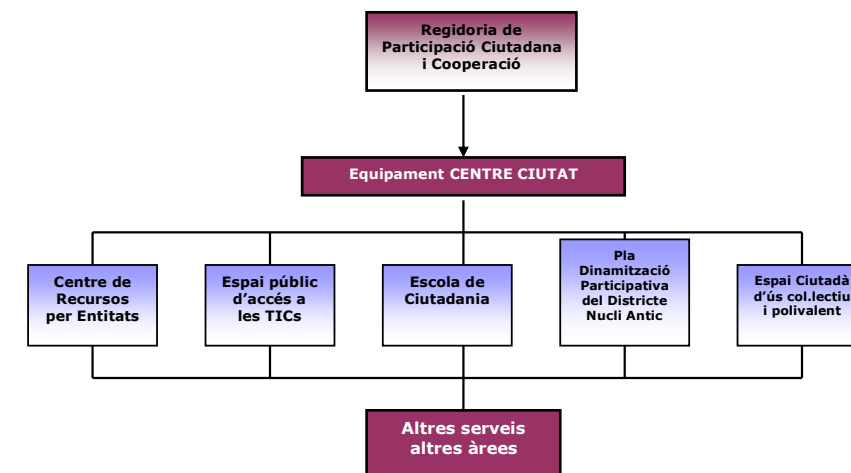 Regidoria de
Participació Ciutadana
i Cooperació
Equipament CENTRE CIUTAT
Centre de
Recursos
per Entitats
Espai públic
d'accés a
les TICs
Escola de
Ciutadania
Pla
Dinamització
Participativa
del Districte
Nucli Antic
Espai Ciutadà
d'ús col.lectiu
i polivalent
Altres serveis
altres àrees